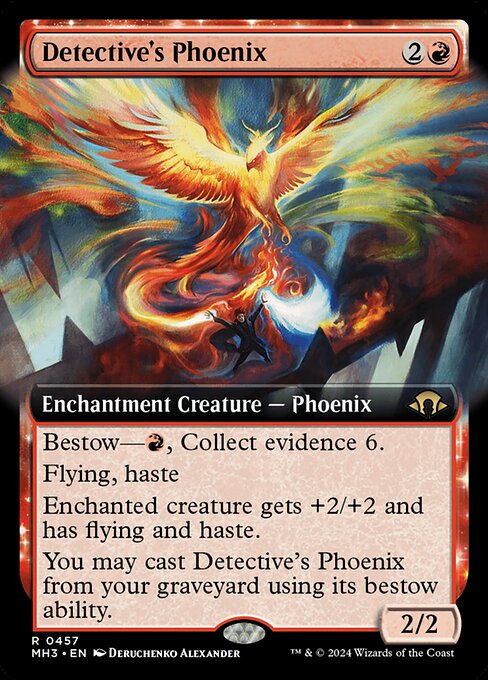 Detective's Phoenix 2
Enchantment Creature — Phoenix
Bestow—, Collect evidence 6.
Flying, haste
Enchanted creature gets +2/+2 and
has flying and haste.
You may cast Detective's Phoenix
from your graveyard using its bestow
ability.
2/2
R 0457
MH3 • EN Deruchenko Alexander
™ & © 2024 Wizards of the Coast